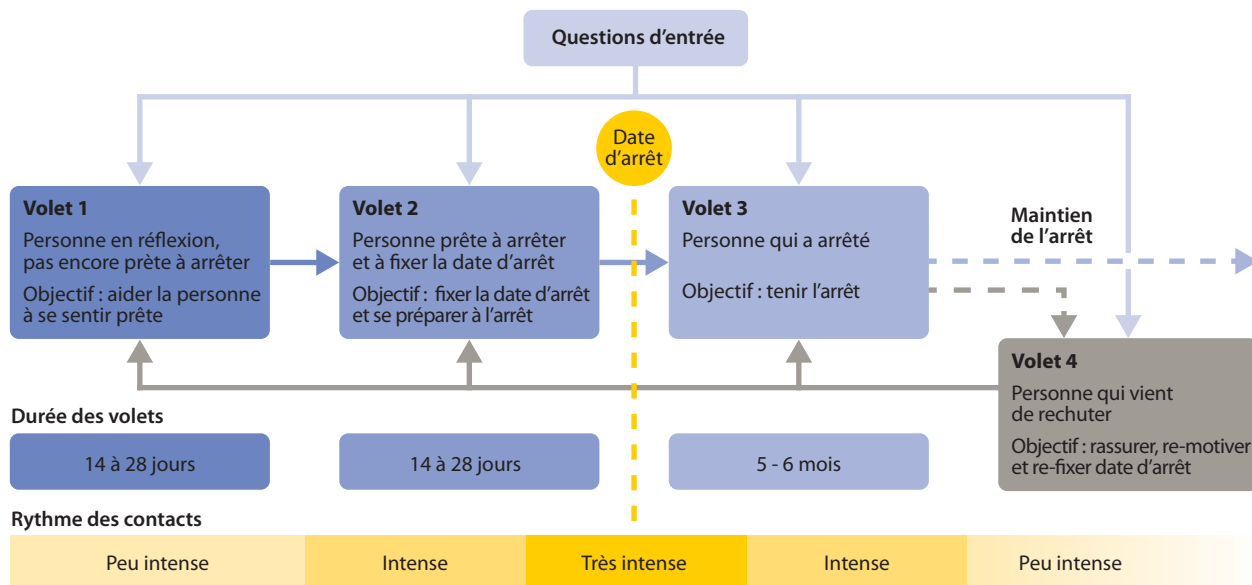 Questions d'entrée
Date
d'arrêt
Volet 1
Personne en réflexion,
pas encore prète à arrêter
Objectif : aider la personne
à se sentir prête
Volet 2
Personne prête à arrêter
et à fixer la date d'arrêt
Objectif : fixer la date d'arrêt
et se préparer à l'arrêt
Volet 3
Personne qui a arrêté
Objectif : tenir l'arrêt
Maintien
de l'arrêt
Volet 4
Personne qui vient
de rechuter
Objectif : rassurer, re-motiver
et re-fixer date d'arrêt
Durée des volets
14 à 28 jours
14 à 28 jours
5 - 6 mois
Rythme des contacts
Peu intense
Intense
Très intense
Intense
Peu intense